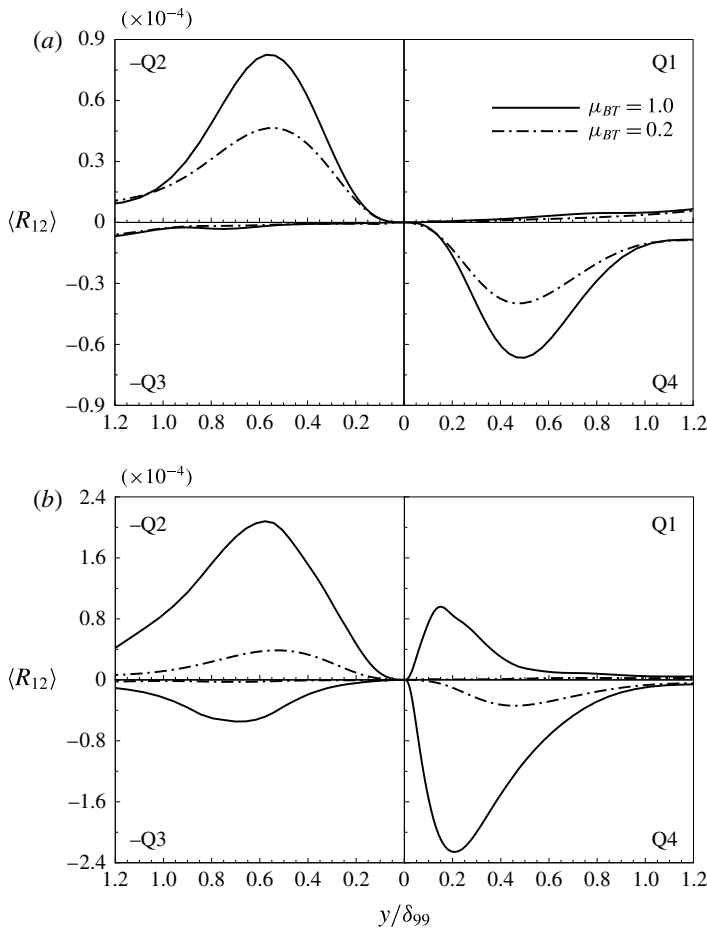 (×10⁻⁴)
(a)
0.9
–Q2
Q1
0.6
μ_BT = 1.0
μ_BT = 0.2
0.3
⟨R₁₂⟩
0
−0.3
−0.6
–Q3
Q4
−0.9
1.2 1.0 0.8 0.6 0.4 0.2 0 0.2 0.4 0.6 0.8 1.0 1.2
(×10⁻⁴)
(b)
2.4
–Q2
Q1
1.6
0.8
⟨R₁₂⟩
0
−0.8
−1.6
–Q3
Q4
−2.4
1.2 1.0 0.8 0.6 0.4 0.2 0 0.2 0.4 0.6 0.8 1.0 1.2
y/δ₉₉